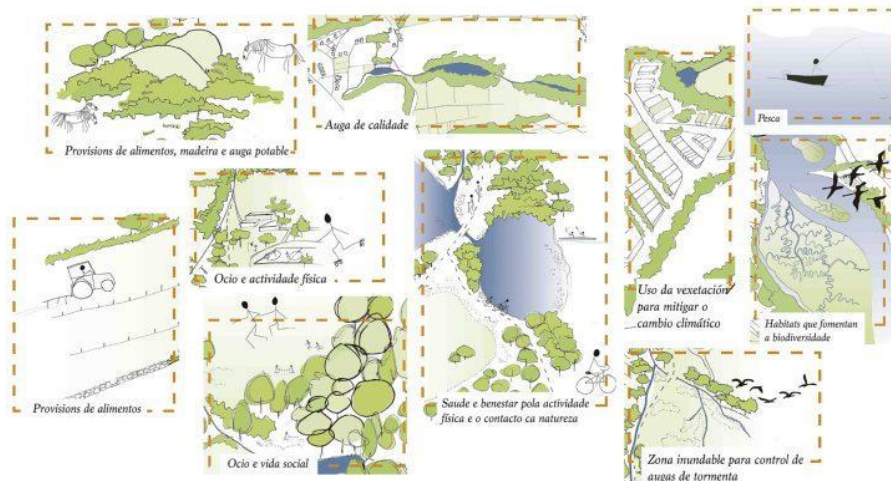 Provisions de alimentos, madeira e auga potable
Auga de calidade
Pesca
Ocio e actividade física
Uso da vexetación
para mitigar o
cambio climático
Habitats que fomentan
a biodiversidade
Provisions de alimentos
Saude e benestar pola actividade
física e o contacto ca natureza
Ocio e vida social
Zona inundable para control de
augas de tormenta